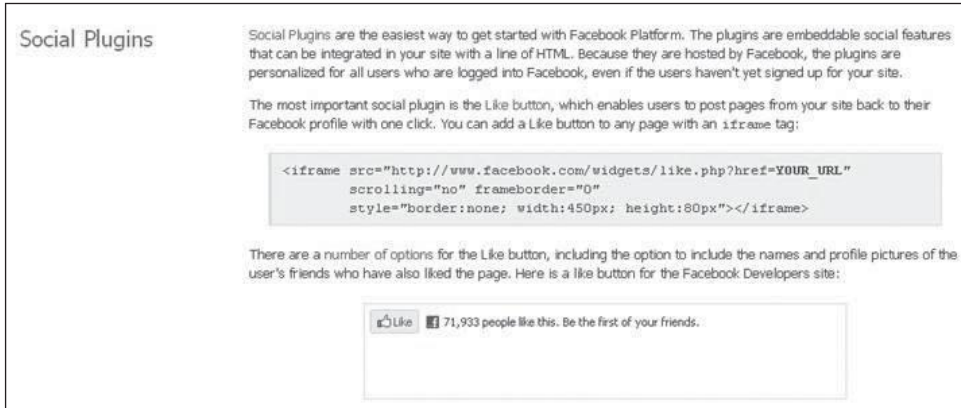 Social Plugins
Social Plugins are the easiest way to get started with Facebook Platform. The plugins are embeddable social features
that can be integrated in your site with a line of HTML. Because they are hosted by Facebook, the plugins are
personalized for all users who are logged into Facebook, even if the users haven't yet signed up for your site.
The most important social plugin is the Like button, which enables users to post pages from your site back to their
Facebook profile with one click. You can add a Like button to any page with an iframe tag:
<iframe src="http://www.facebook.com/widgets/like.php?href=YOUR_URL"
scrolling="no" frameborder="0"
style="border:none; width:450px; height:80px"></iframe>
There are a number of options for the Like button, including the option to include the names and profile pictures of the
user's friends who have also liked the page. Here is a like button for the Facebook Developers site:
Like 71,933 people like this. Be the first of your friends.